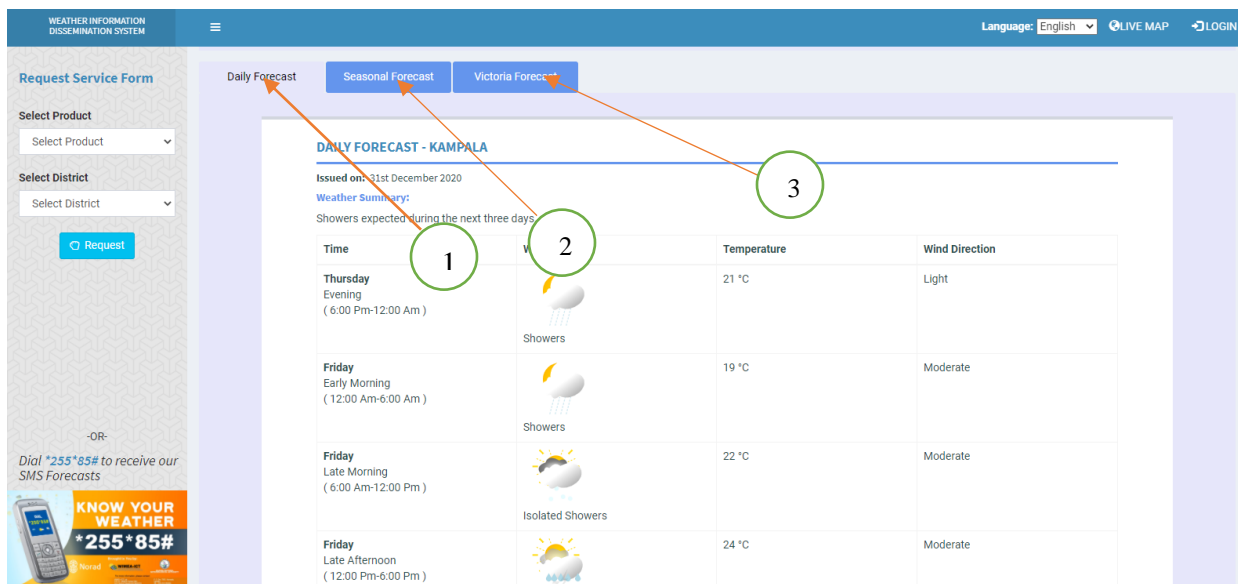 WEATHER INFORMATION
DISSEMINATION SYSTEM
Language: English LIVE MAP LOGIN
Request Service Form
Select Product
Select Product
Select District
Select District
Request
-OR-
Dial *255*85# to receive our
SMS Forecasts
KNOW YOUR
WEATHER
*255*85#
Norad
Daily Forecast Seasonal Forecast Victoria Forecast
DAILY FORECAST - KAMPALA
Issued on: 31st December 2020
Weather Summary:
Showers expected during the next three days
1
2
3
Time Temperature Wind Direction
Thursday
Evening
( 6:00 Pm-12:00 Am )
Showers
21 °C
Light
Friday
Early Morning
( 12:00 Am-6:00 Am )
Showers
19 °C
Moderate
Friday
Late Morning
( 6:00 Am-12:00 Pm )
Isolated Showers
22 °C
Moderate
Friday
Late Afternoon
( 12:00 Pm-6:00 Pm )
24 °C
Moderate